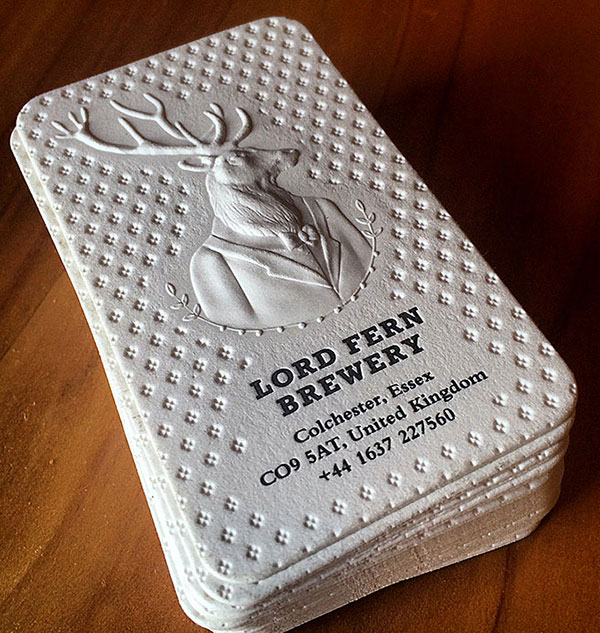 LORD FERN
BREWERY
Colchester, Essex
CO9 5AT, United Kingdom
+44 1637 227560